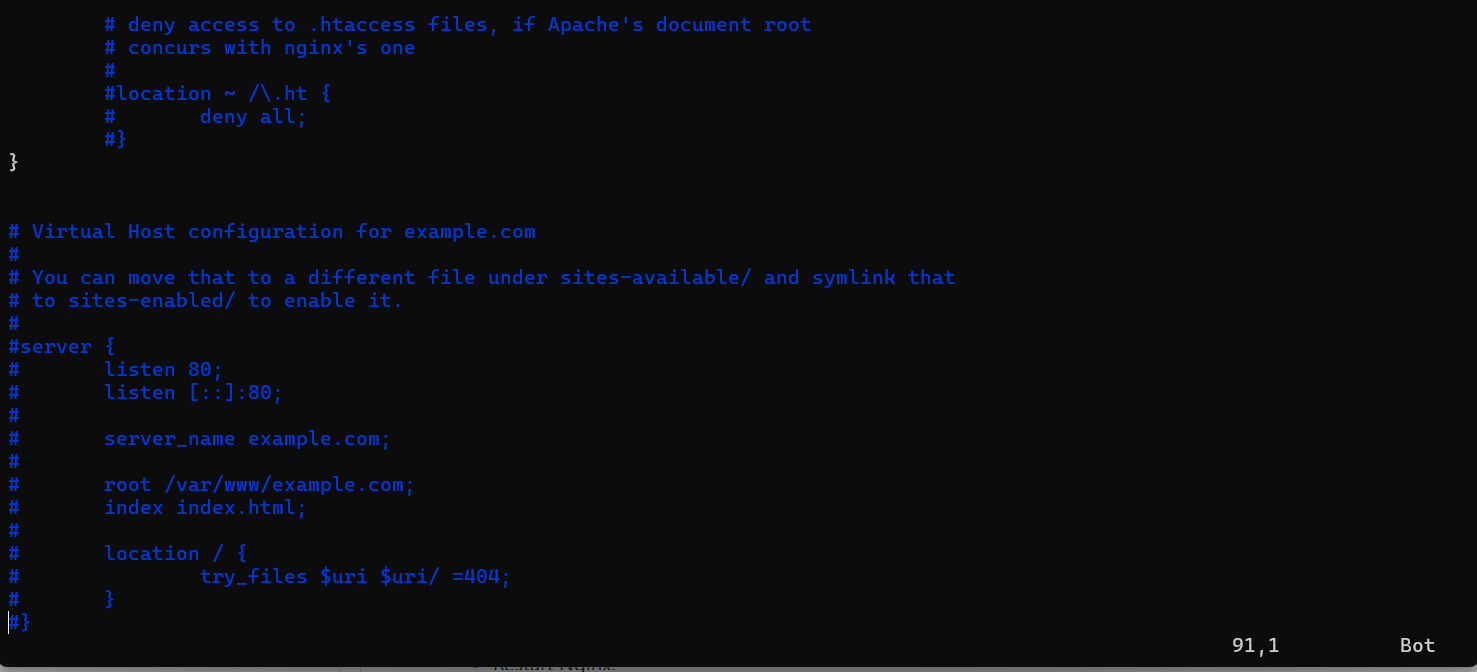 # deny access to .htaccess files, if Apache's document root
        # concurs with nginx's one
        #
        #location ~ /\.ht {
        #       deny all;
        #}
}

# Virtual Host configuration for example.com
#
# You can move that to a different file under sites-available/ and symlink that
# to sites-enabled/ to enable it.
#
#server {
#       listen 80;
#       listen [::]:80;
#
#       server_name example.com;
#
#       root /var/www/example.com;
#       index index.html;
#
#       location / {
#               try_files $uri $uri/ =404;
#       }
#}
91,1 Bot